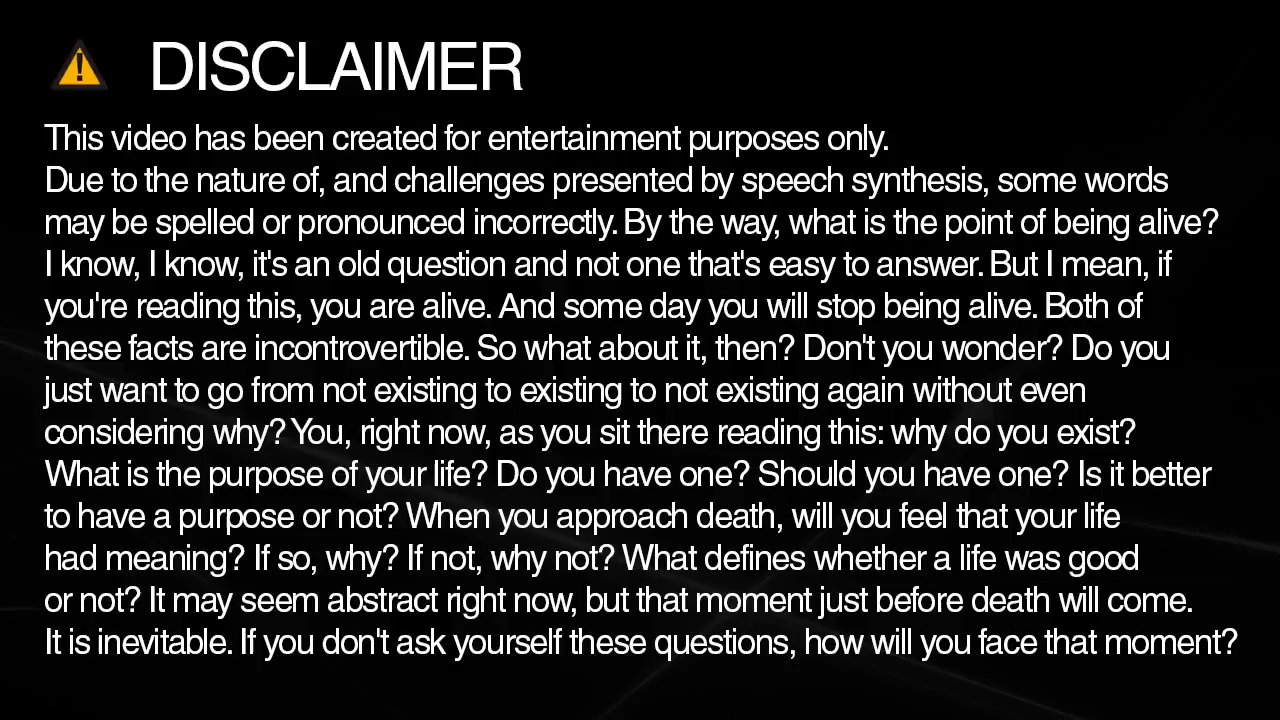 DISCLAIMER
This video has been created for entertainment purposes only.
Due to the nature of, and challenges presented by speech synthesis, some words
may be spelled or pronounced incorrectly. By the way, what is the point of being alive?
I know, I know, it's an old question and not one that's easy to answer. But I mean, if
you're reading this, you are alive. And some day you will stop being alive. Both of
these facts are incontrovertible. So what about it, then? Don't you wonder? Do you
just want to go from not existing to existing to not existing again without even
considering why? You, right now, as you sit there reading this: why do you exist?
What is the purpose of your life? Do you have one? Should you have one? Is it better
to have a purpose or not? When you approach death, will you feel that your life
had meaning? If so, why? If not, why not? What defines whether a life was good
or not? It may seem abstract right now, but that moment just before death will come.
It is inevitable. If you don't ask yourself these questions, how will you face that moment?